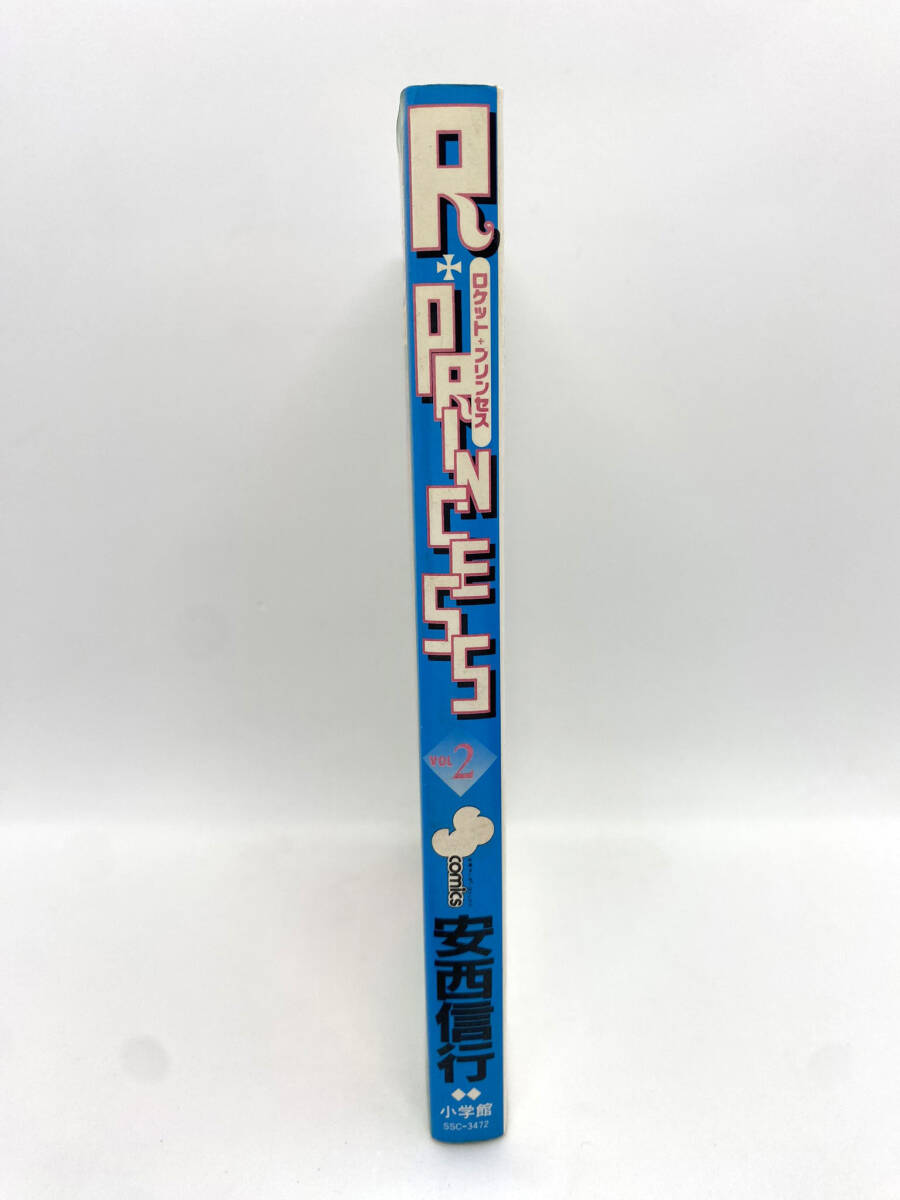 R✠PRINCESS
ロケット+プリンセス
VOL 2
comics
安西信行
小学館
SSC-3472